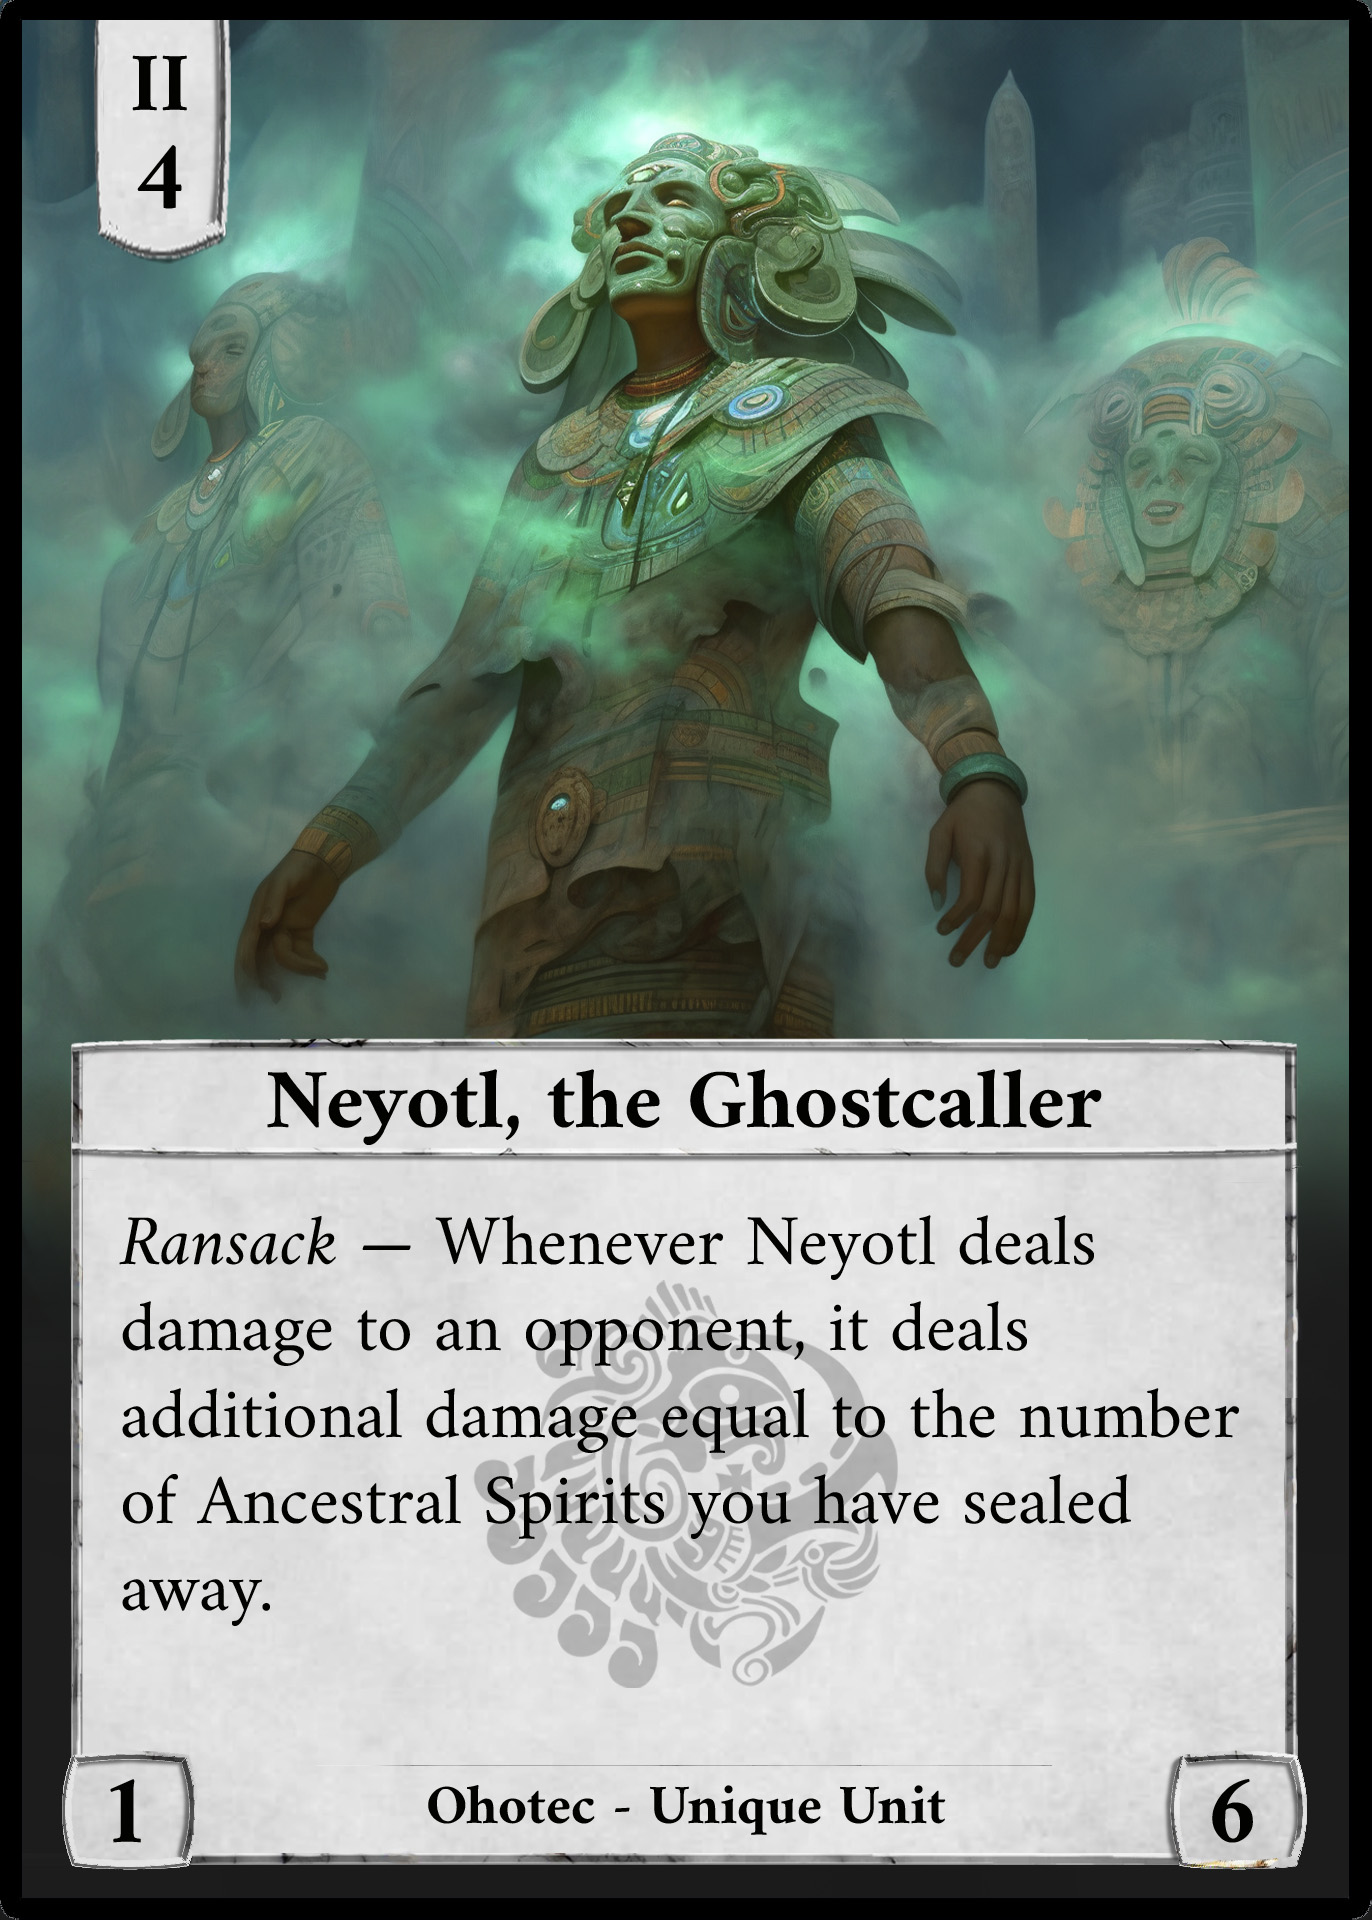 II
4
Neyotl, the Ghostcaller
Ransack — Whenever Neyotl deals
damage to an opponent, it deals
additional damage equal to the number
of Ancestral Spirits you have sealed
away.
1
Ohotec - Unique Unit
6